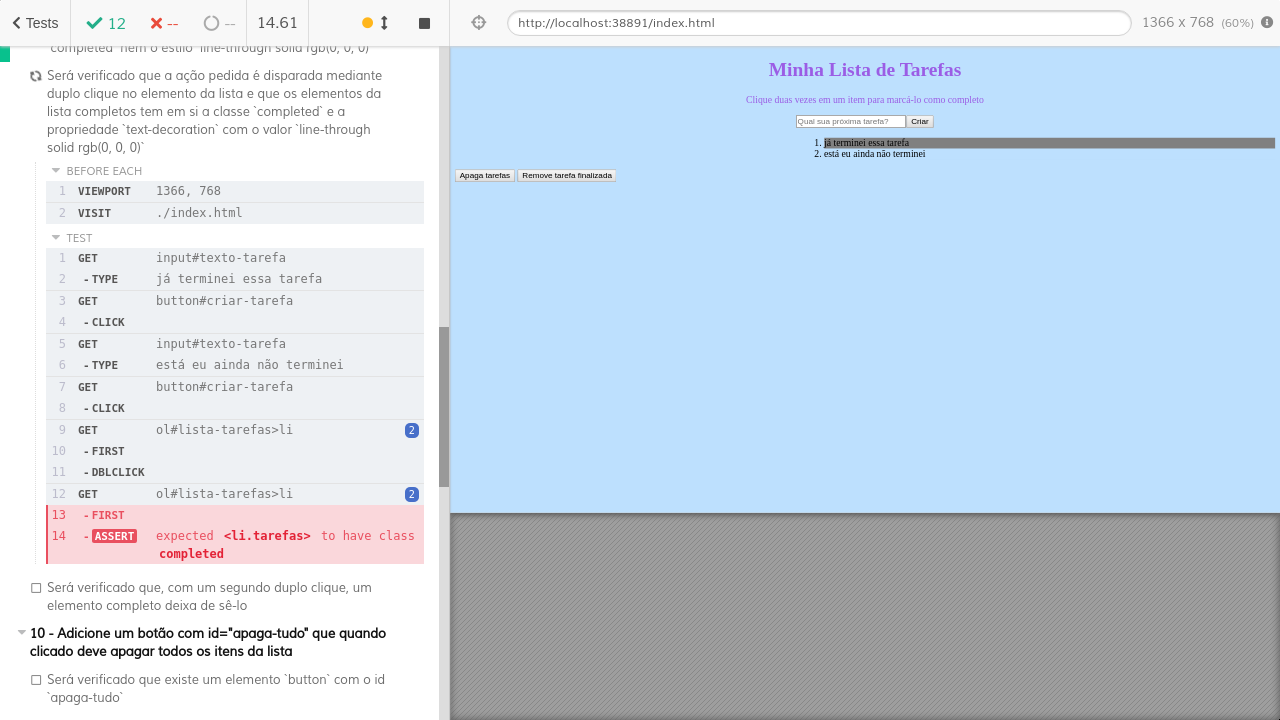 Tests
12
--
--
14.61
`completed` nem o estilo `line-through solid rgb(0, 0, 0)`
Será verificado que a ação pedida é disparada mediante
duplo clique no elemento da lista e que os elementos da
lista completos tem em si a classe `completed` e a
propriedade `text-decoration` com o valor `line-through
solid rgb(0, 0, 0)`
BEFORE EACH
1 VIEWPORT 1366, 768
2 VISIT ./index.html
TEST
1 GET input#texto-tarefa
2 -TYPE já terminei essa tarefa
3 GET button#criar-tarefa
4 -CLICK
5 GET input#texto-tarefa
6 -TYPE está eu ainda não terminei
7 GET button#criar-tarefa
8 -CLICK
9 GET ol#lista-tarefas>li 2
10 -FIRST
11 -DBLCLICK
12 GET ol#lista-tarefas>li 2
13 -FIRST
14 -ASSERT expected <li.tarefas> to have class
completed
Será verificado que, com um segundo duplo clique, um
elemento completo deixa de sê-lo
10 - Adicione um botão com id="apaga-tudo" que quando
clicado deve apagar todos os itens da lista
Será verificado que existe um elemento `button` com o id
`apaga-tudo`
http://localhost:38891/index.html
1366 x 768 (60%)
Minha Lista de Tarefas
Clique duas vezes em um item para marcá-lo como completo
Qual sua próxima tarefa? Criar
1. já terminei essa tarefa
2. está eu ainda não terminei
Apaga tarefas Remove tarefa finalizada